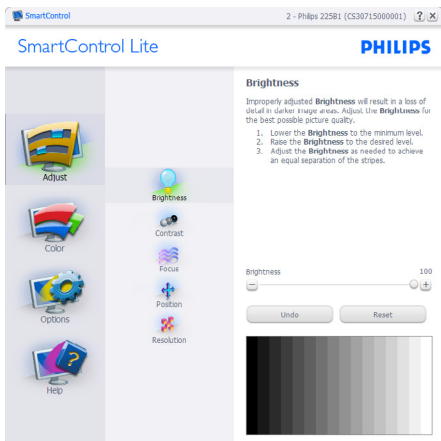 SmartControl
2 - Philips 225B1 (CS30715000001)
SmartControl Lite
PHILIPS
Adjust
Color
Options
Help
Brightness
Contrast
Focus
Position
Resolution
Brightness
Improperly adjusted Brightness will result in a loss of
detail in darker image areas. Adjust the Brightness for
the best possible picture quality.
1. Lower the Brightness to the minimum level.
2. Raise the Brightness to the desired level.
3. Adjust the Brightness as needed to achieve
an equal separation of the stripes.
Brightness 100
Undo Reset